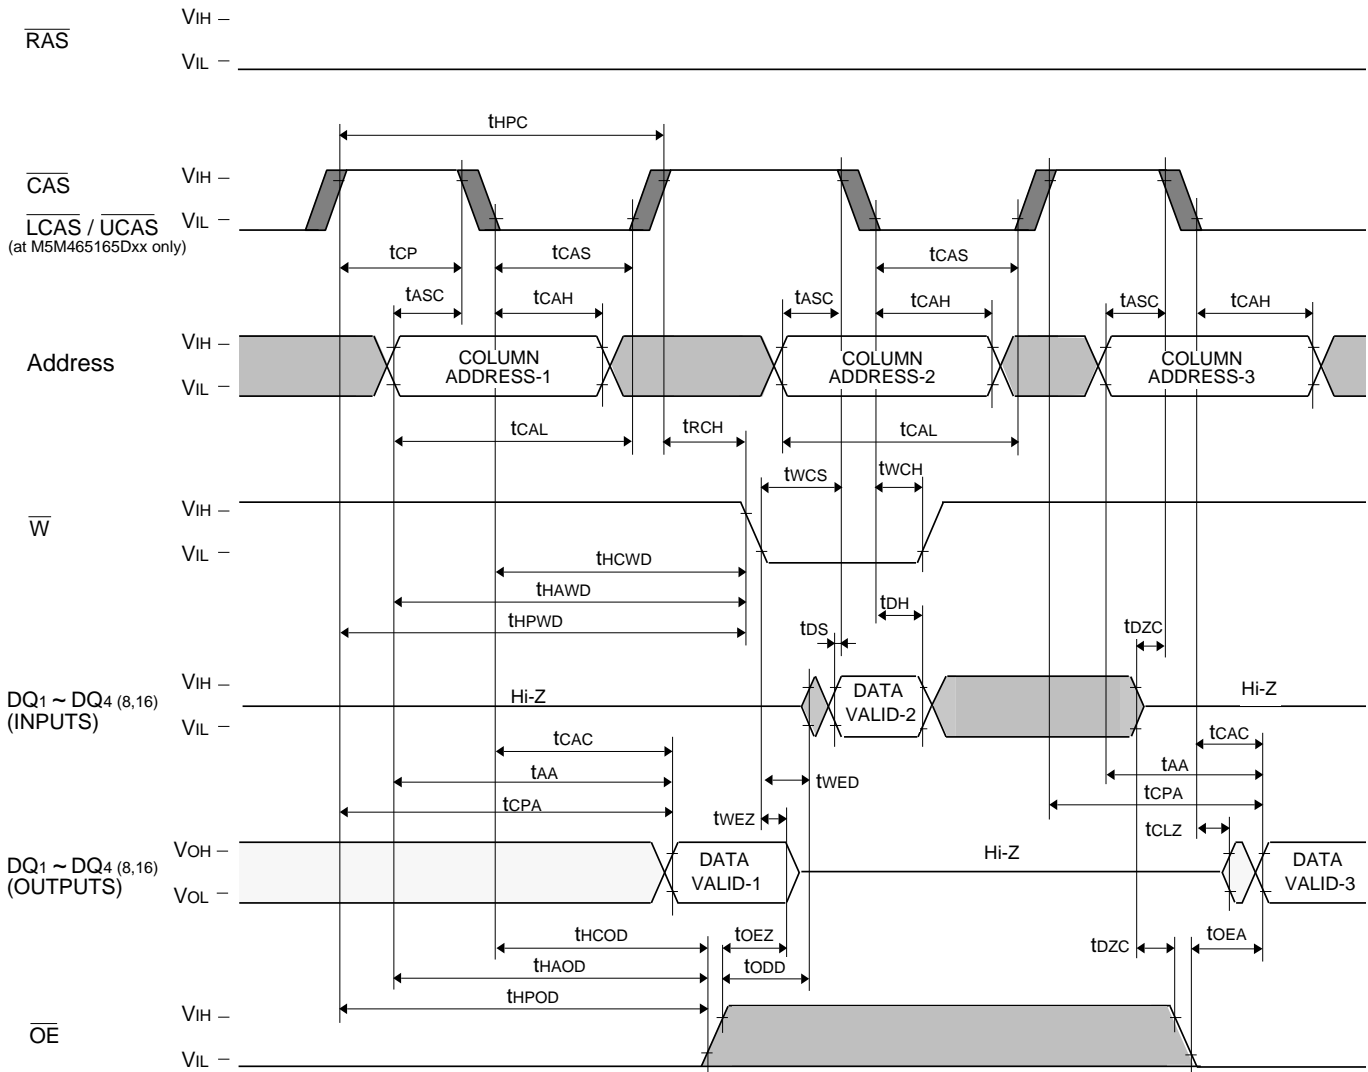 VIH
RAS
VIL
tHPC
CAS
VIH
LCAS / UCAS
VIL
(at M5M465165Dxx only)
tCP
tCAS
tCAS
tASC
tCAH
tASC
tCAH
tASC
tCAH
Address
VIH
VIL
COLUMN
ADDRESS-1
COLUMN
ADDRESS-2
COLUMN
ADDRESS-3
tCAL
tRCH
tCAL
tWCS
tWCH
W
VIH
VIL
tHCWD
tHAWD
tHPWD
tDH
tDS
tDZC
DQ1 ~ DQ4 (8,16)
(INPUTS)
VIH
VIL
Hi-Z
DATA
VALID-2
Hi-Z
tCAC
tCAC
tAA
tWED
tAA
tCPA
tCPA
tWEZ
tCLZ
DQ1 ~ DQ4 (8,16)
(OUTPUTS)
VOH
VOL
DATA
VALID-1
Hi-Z
DATA
VALID-3
tHCOD
tOEZ
tDZC
tOEA
tHAOD
tODD
tHPOD
OE
VIH
VIL